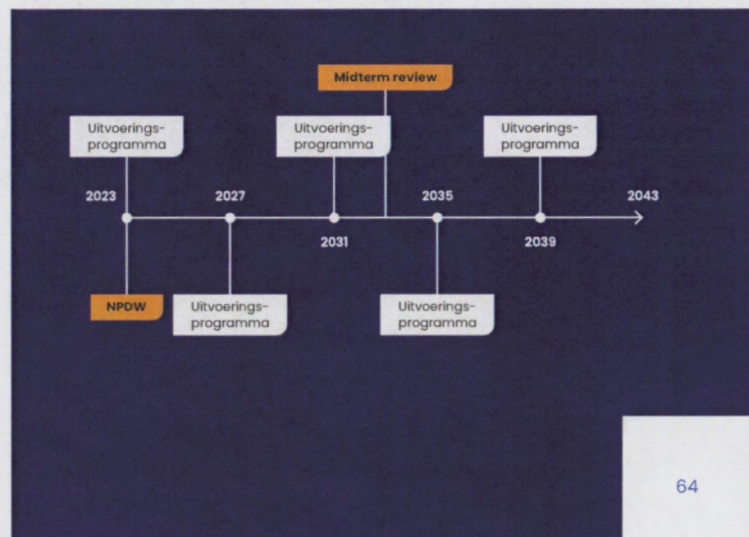 Midterm review
Uitvoerings-
programma
Uitvoerings-
programma
Uitvoerings-
programma
2023
2027
2035
2043
2031
2039
NPDW
Uitvoerings-
programma
Uitvoerings-
programma
64